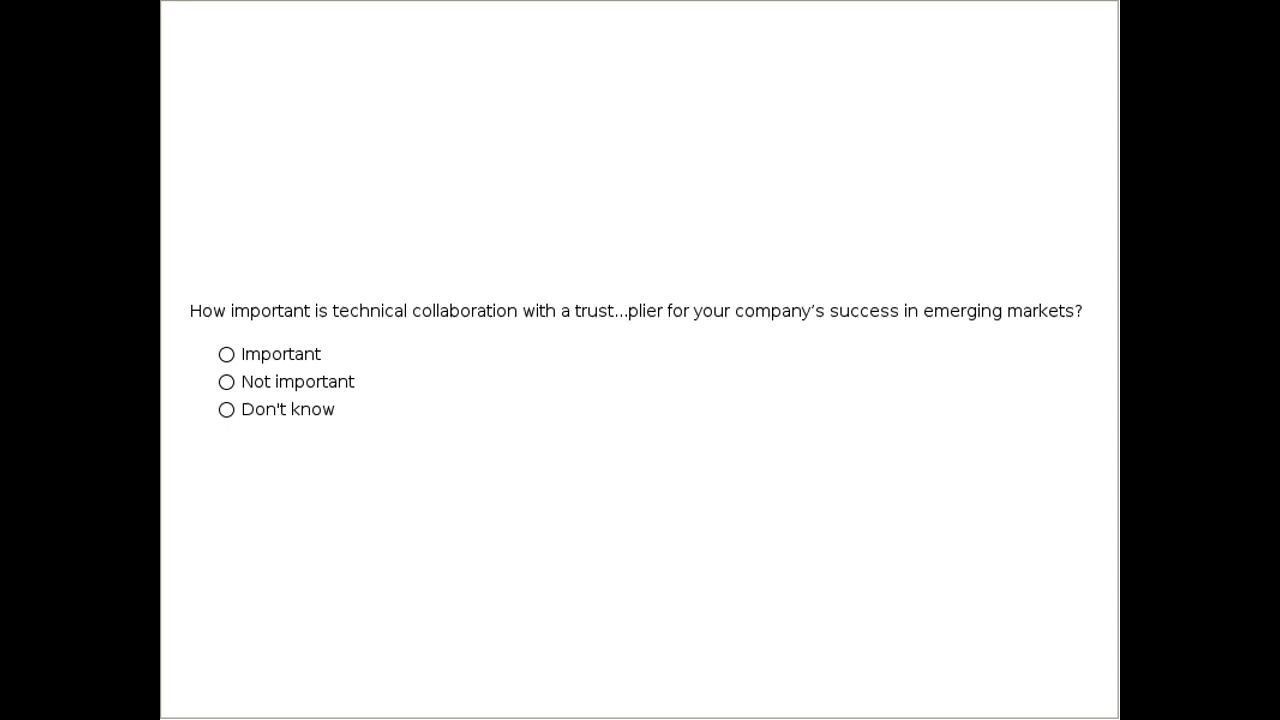 How important is technical collaboration with a trust...plier for your company’s success in emerging markets?
Important
Not important
Don't know